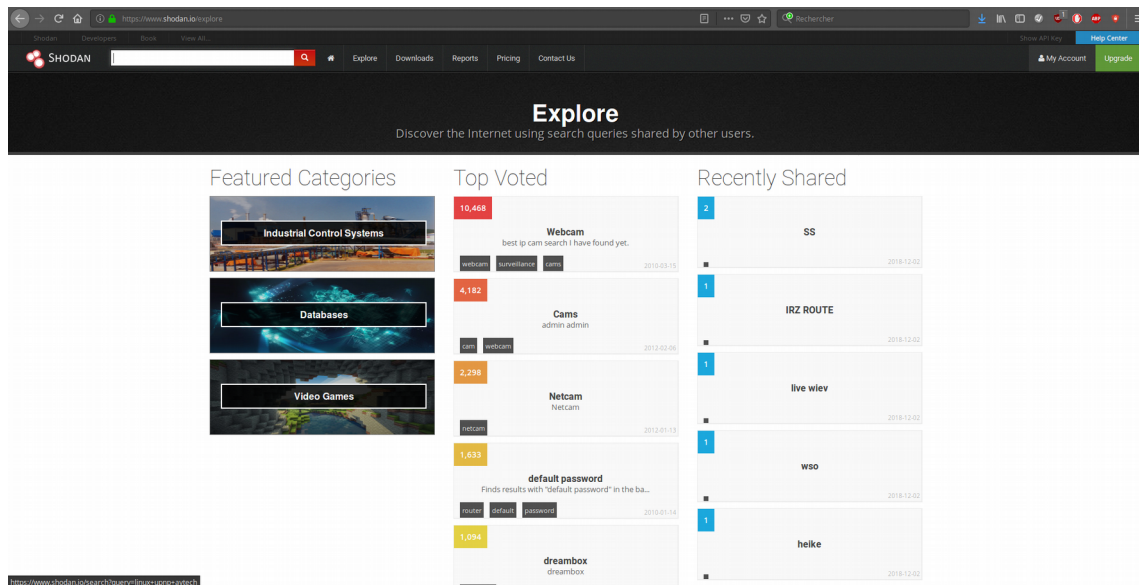 https://www.shodan.io/explore
Rechercher
Shodan Developers Book View All...
Show API Key Help Center
SHODAN Explore Downloads Reports Pricing Contact Us
My Account Upgrade
Explore
Discover the Internet using search queries shared by other users.
Featured Categories
Industrial Control Systems
Databases
Video Games
Top Voted
10,468
Webcam
best ip cam search I have found yet.
webcam surveillance cams 2010-03-15
4,182
Cams
admin admin
cam webcam 2012-02-06
2,298
Netcam
Netcam
netcam 2012-01-13
1,633
default password
Finds results with "default password" in the ba...
router default password 2010-01-14
1,094
dreambox
dreambox
Recently Shared
2
SS
2018-12-02
1
IRZ ROUTE
2018-12-02
1
live wiev
2018-12-02
1
wso
2018-12-02
1
heike
2018-12-02
https://www.shodan.io/search?query=linux+upnp+avtech